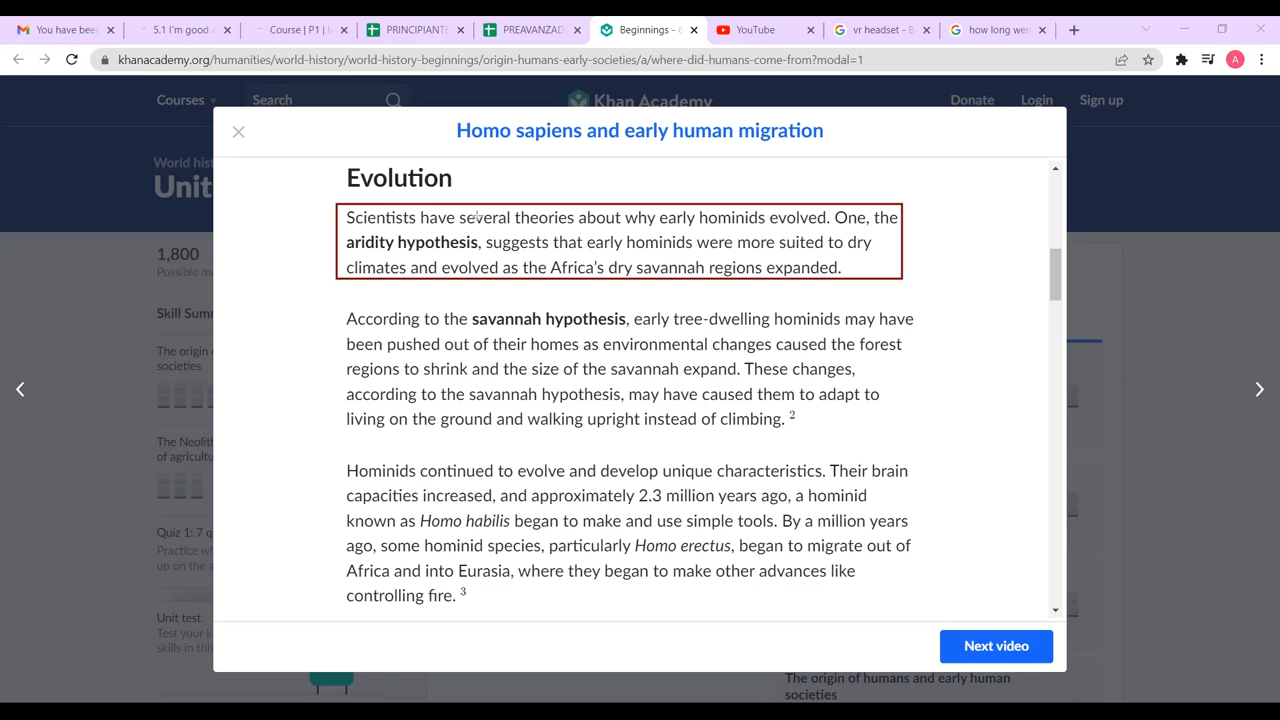 You have been
5.1 I'm good a
Course | P1 | I
PRINCIPIANTE
PREAVANZAD
Beginnings - 6
YouTube
vr headset - B
how long were
khanacademy.org/humanities/world-history/world-history-beginnings/origin-humans-early-societies/a/where-did-humans-come-from?modal=1
A
Courses
Search
Khan Academy
Donate
Login
Sign up
Homo sapiens and early human migration
World hist
Unit
1,800
Possible ma
Skill Summ
The origin o
societies
The Neolith
of agricultu
Quiz 1: 7 q
Practice wh
up on the a
Unit test
Test your k
skills in this
Evolution
Scientists have several theories about why early hominids evolved. One, the
aridity hypothesis, suggests that early hominids were more suited to dry
climates and evolved as the Africa's dry savannah regions expanded.
According to the savannah hypothesis, early tree-dwelling hominids may have
been pushed out of their homes as environmental changes caused the forest
regions to shrink and the size of the savannah expand. These changes,
according to the savannah hypothesis, may have caused them to adapt to
living on the ground and walking upright instead of climbing. 2
Hominids continued to evolve and develop unique characteristics. Their brain
capacities increased, and approximately 2.3 million years ago, a hominid
known as Homo habilis began to make and use simple tools. By a million years
ago, some hominid species, particularly Homo erectus, began to migrate out of
Africa and into Eurasia, where they began to make other advances like
controlling fire. 3
Next video
The origin of humans and early human
societies